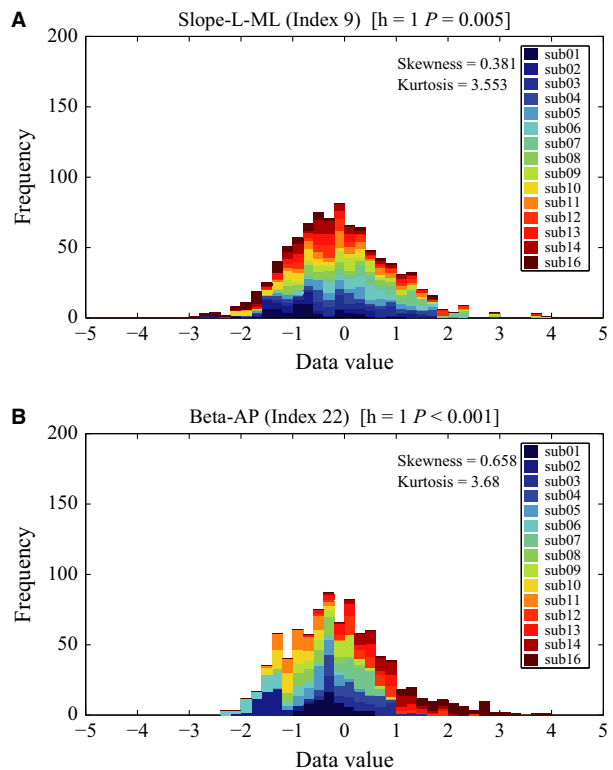 A
Slope-L-ML (Index 9) [h = 1 P = 0.005]
200
150
100
50
0
Frequency
Skewness = 0.381
Kurtosis = 3.553
sub01
sub02
sub03
sub04
sub05
sub06
sub07
sub08
sub09
sub10
sub11
sub12
sub13
sub14
sub16
−5 −4 −3 −2 −1 0 1 2 3 4 5
Data value
B
Beta-AP (Index 22) [h = 1 P < 0.001]
200
150
100
50
0
Frequency
Skewness = 0.658
Kurtosis = 3.68
sub01
sub02
sub03
sub04
sub05
sub06
sub07
sub08
sub09
sub10
sub11
sub12
sub13
sub14
sub16
−5 −4 −3 −2 −1 0 1 2 3 4 5
Data value